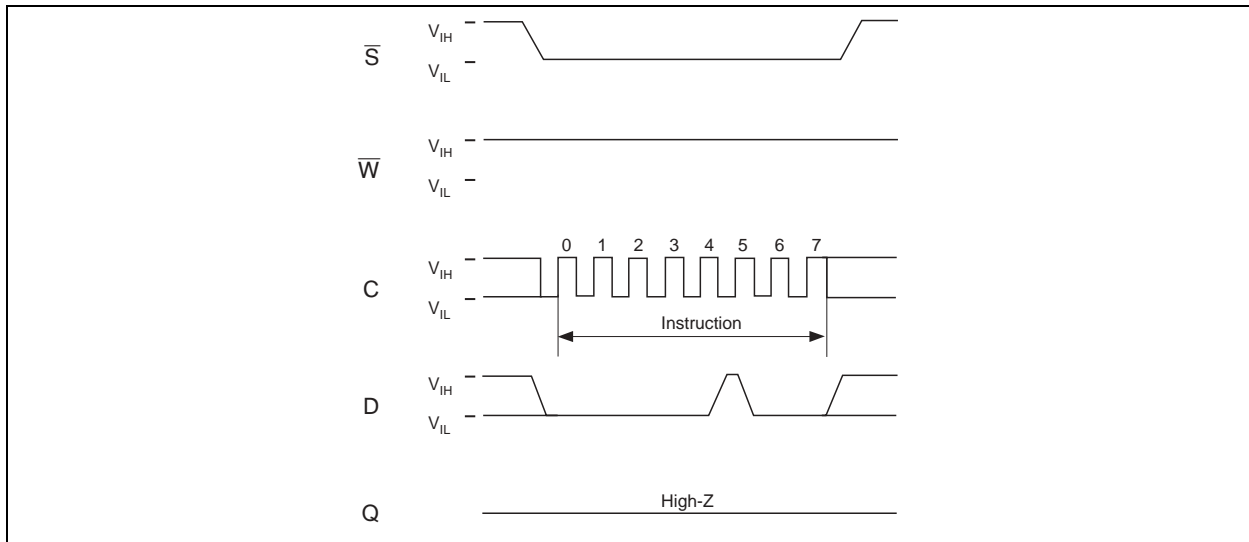 V_IH
S̅
V_IL
V_IH
W̅
V_IL
0 1 2 3 4 5 6 7
V_IH
C
V_IL
Instruction
V_IH
D
V_IL
High-Z
Q